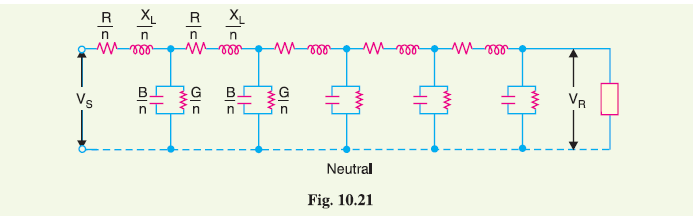 R/n X_L/n R/n X_L/n
V_S B/n G/n B/n G/n V_R
Neutral
Fig. 10.21